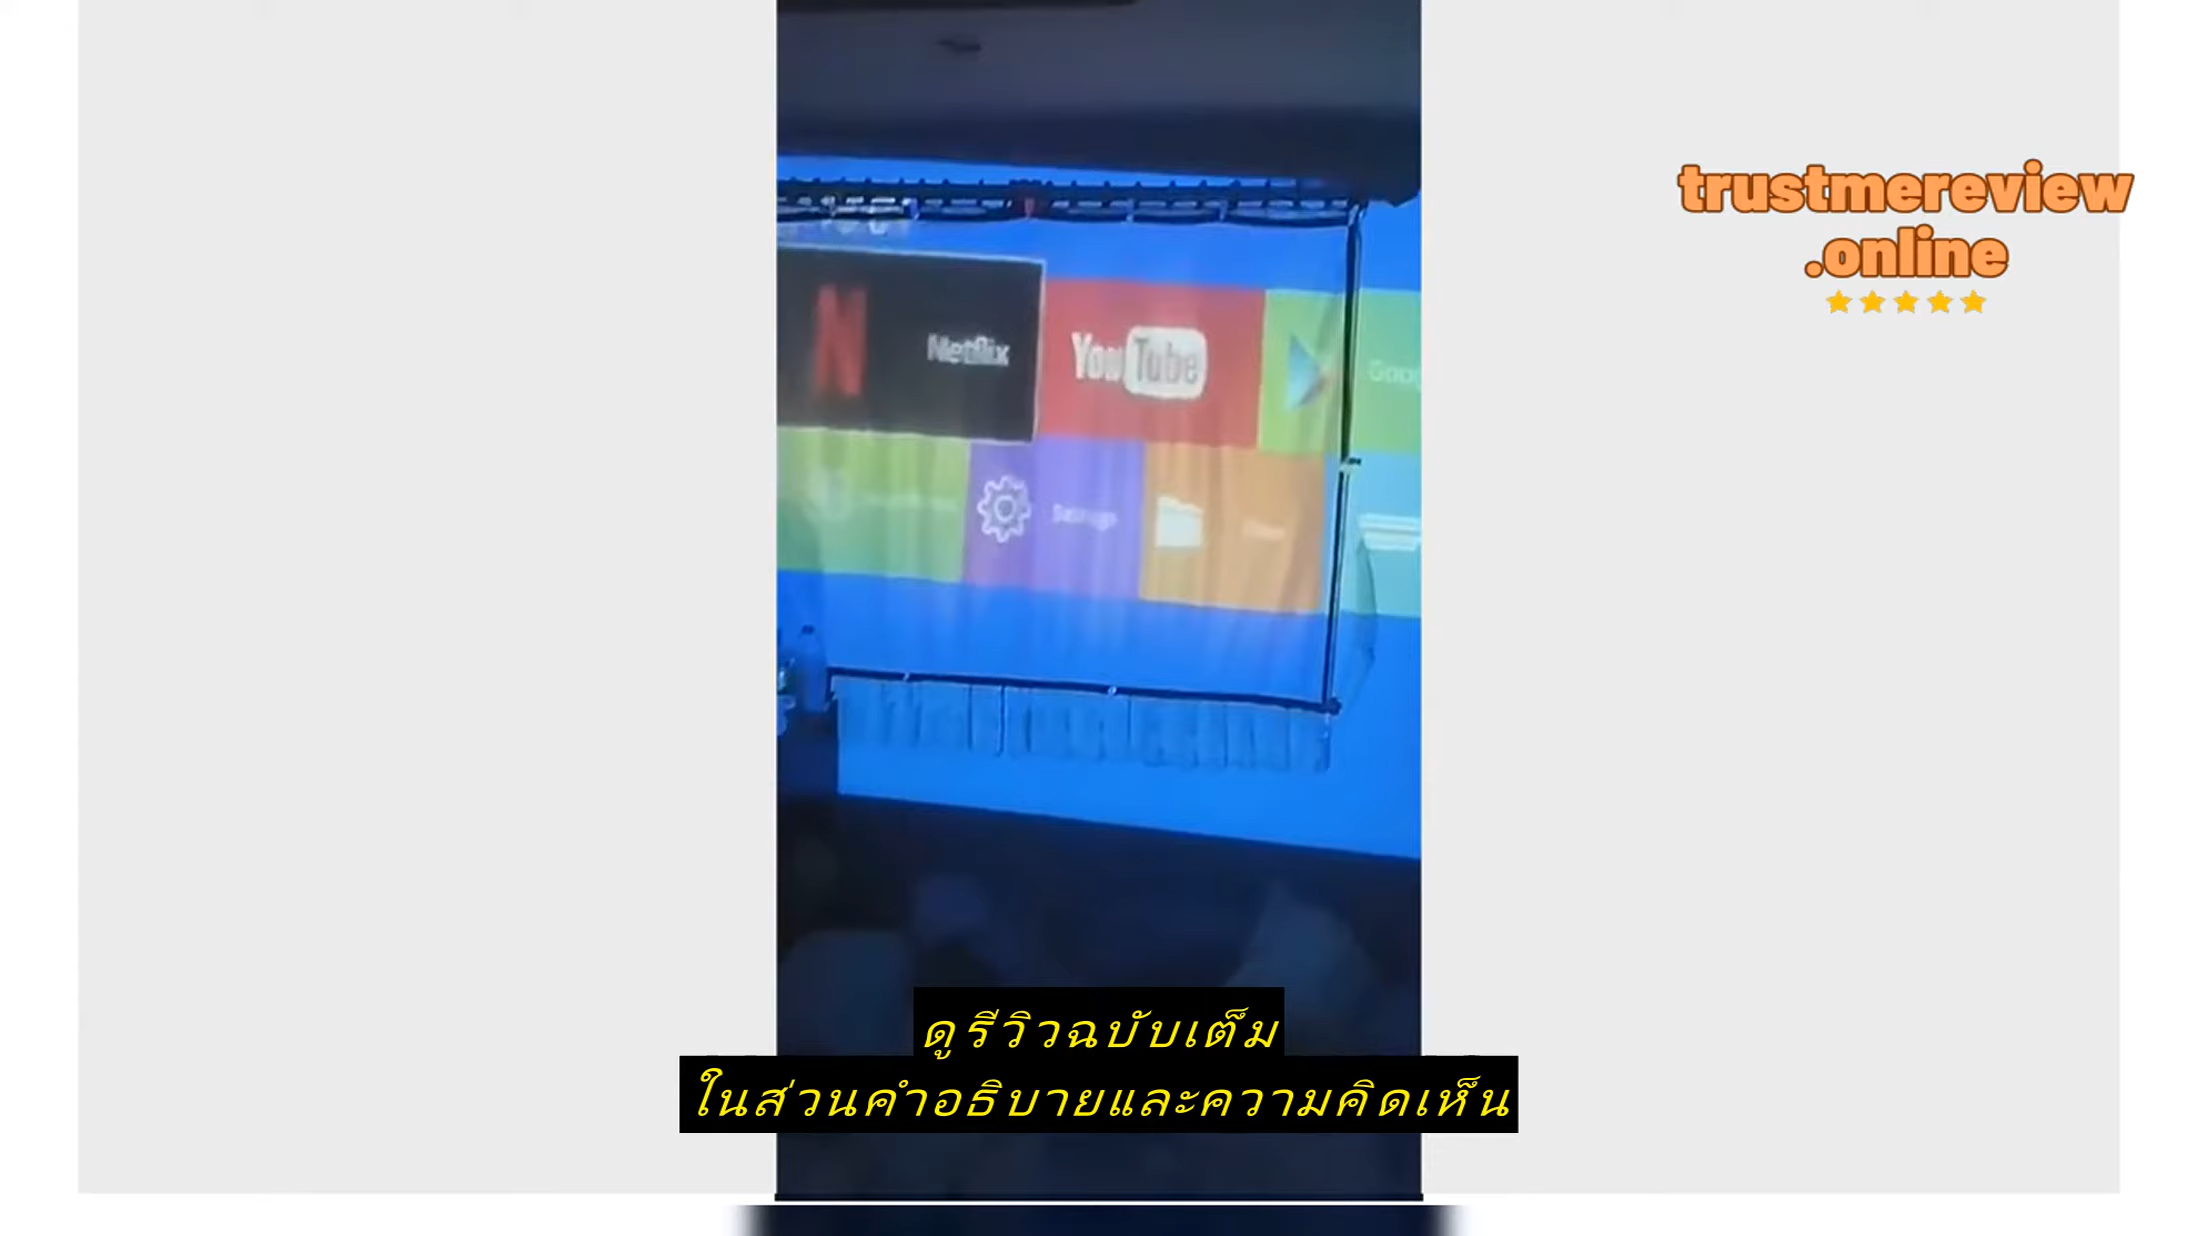 trustmereview
.online
Netflix
YouTube
Settings
ดูรีวิวฉบับเต็ม
ในส่วนคำอธิบายและความคิดเห็น